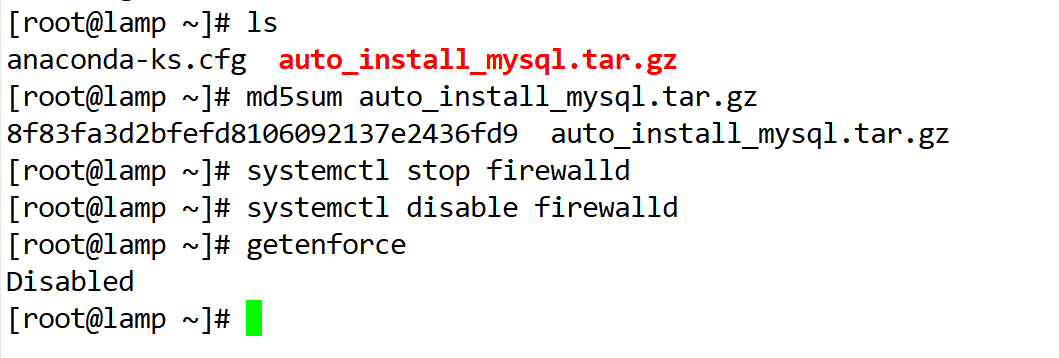 [root@lamp ~]# ls
anaconda-ks.cfg  auto_install_mysql.tar.gz
[root@lamp ~]# md5sum auto_install_mysql.tar.gz
8f83fa3d2bfefd8106092137e2436fd9  auto_install_mysql.tar.gz
[root@lamp ~]# systemctl stop firewalld
[root@lamp ~]# systemctl disable firewalld
[root@lamp ~]# getenforce
Disabled
[root@lamp ~]#